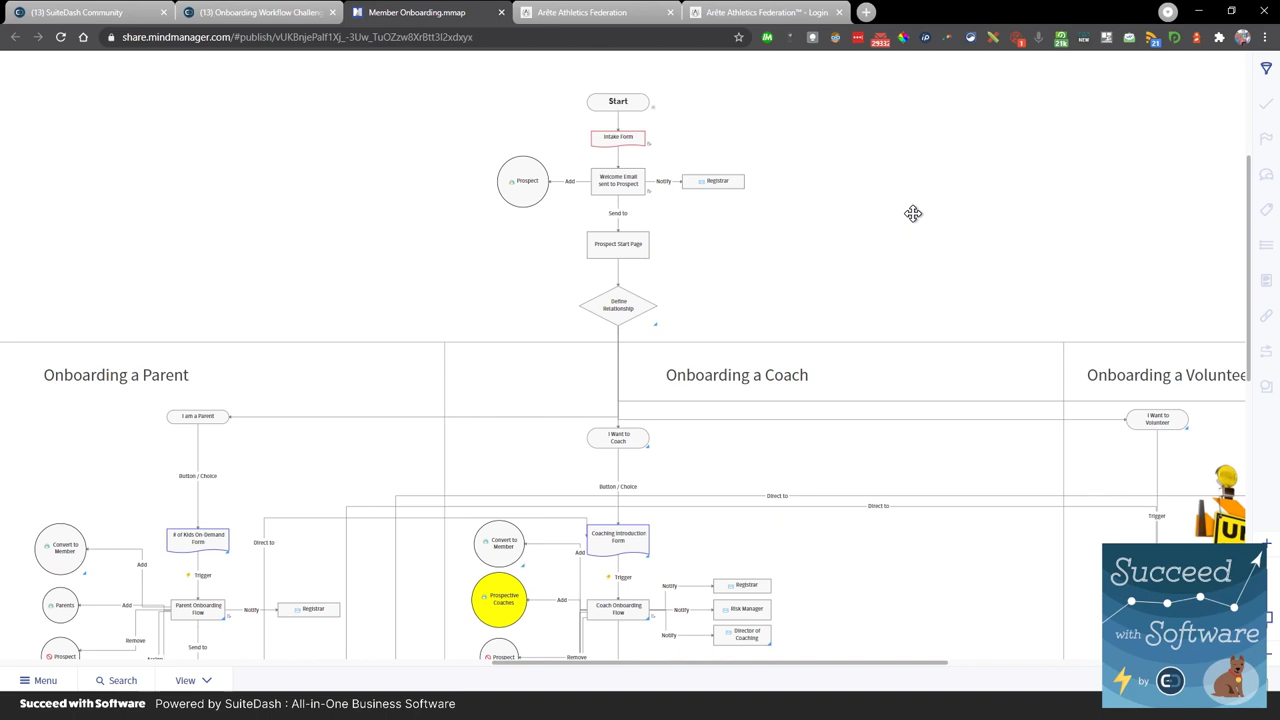 (13) SuiteDash Community
(13) Onboarding Workflow Challeng
Member Onboarding.mmap
Arête Athletics Federation
Arête Athletics Federation™ - Login
29332
1
21k
NEW
21
Start
Intake Form
Prospect
Add
Welcome Email
sent to Prospect
Notify
Registrar
Send to
Prospect Start Page
Define
Relationship
Onboarding a Parent
Onboarding a Coach
Onboarding a Voluntee
I am a Parent
I Want to
Coach
I Want to
Volunteer
Button / Choice
Button / Choice
Direct to
Direct to
Trigger
Convert to
Member
# of Kids On-Demand
Form
Direct to
Convert to
Member
Coaching Introduction
Form
Add
Add
Trigger
Trigger
Parents
Add
Parent Onboarding
Flow
Notify
Registrar
Prospective
Coaches
Add
Coach Onboarding
Flow
Notify
Registrar
Notify
Risk Manager
Notify
Director of
Coaching
Remove
Prospect
Send to
Prospect
Remove
Succeed
with Software
by
Menu
Search
View
Succeed with Software
Powered by SuiteDash : All-in-One Business Software